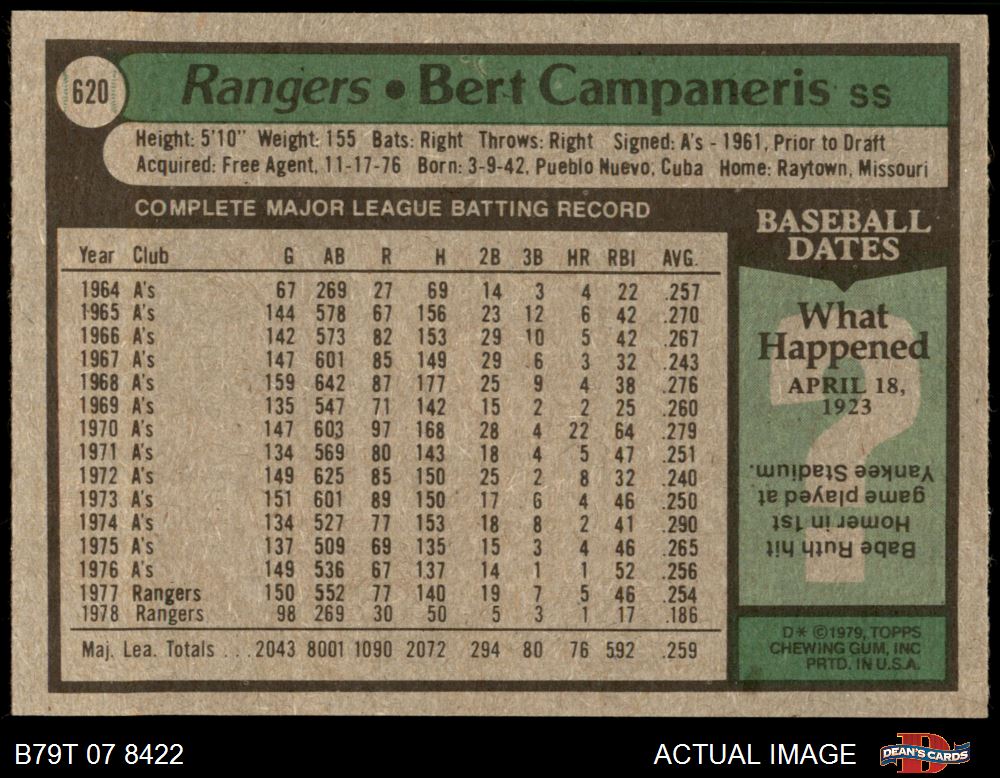 620
Rangers • Bert Campaneris SS
Height: 5'10" Weight: 155 Bats: Right Throws: Right Signed: A's - 1961, Prior to Draft
Acquired: Free Agent, 11-17-76 Born: 3-9-42, Pueblo Nuevo, Cuba Home: Raytown, Missouri
COMPLETE MAJOR LEAGUE BATTING RECORD
Year Club G AB R H 2B 3B HR RBI AVG.
1964 A's 67 269 27 69 14 3 4 22 .257
1965 A's 144 578 67 156 23 12 6 42 .270
1966 A's 142 573 82 153 29 10 5 42 .267
1967 A's 147 601 85 149 29 6 3 32 .243
1968 A's 159 642 87 177 25 9 4 38 .276
1969 A's 135 547 71 142 15 2 2 25 .260
1970 A's 147 603 97 168 28 4 22 64 .279
1971 A's 134 569 80 143 18 4 5 47 .251
1972 A's 149 625 85 150 25 2 8 32 .240
1973 A's 151 601 89 150 17 6 4 46 .250
1974 A's 134 527 77 153 18 8 2 41 .290
1975 A's 137 509 69 135 15 3 4 46 .265
1976 A's 149 536 67 137 14 1 1 52 .256
1977 Rangers 150 552 77 140 19 7 5 46 .254
1978 Rangers 98 269 30 50 5 3 1 17 .186
Maj. Lea. Totals . . . 2043 8001 1090 2072 294 80 76 592 .259
BASEBALL
DATES
What
Happened
APRIL 18,
1923
?
Babe Ruth hit
Homer in 1st
game played at
Yankee Stadium.
D* ©1979, TOPPS
CHEWING GUM, INC
PRTD. IN U.S.A.
B79T 07 8422
ACTUAL IMAGE
DEAN'S CARDS